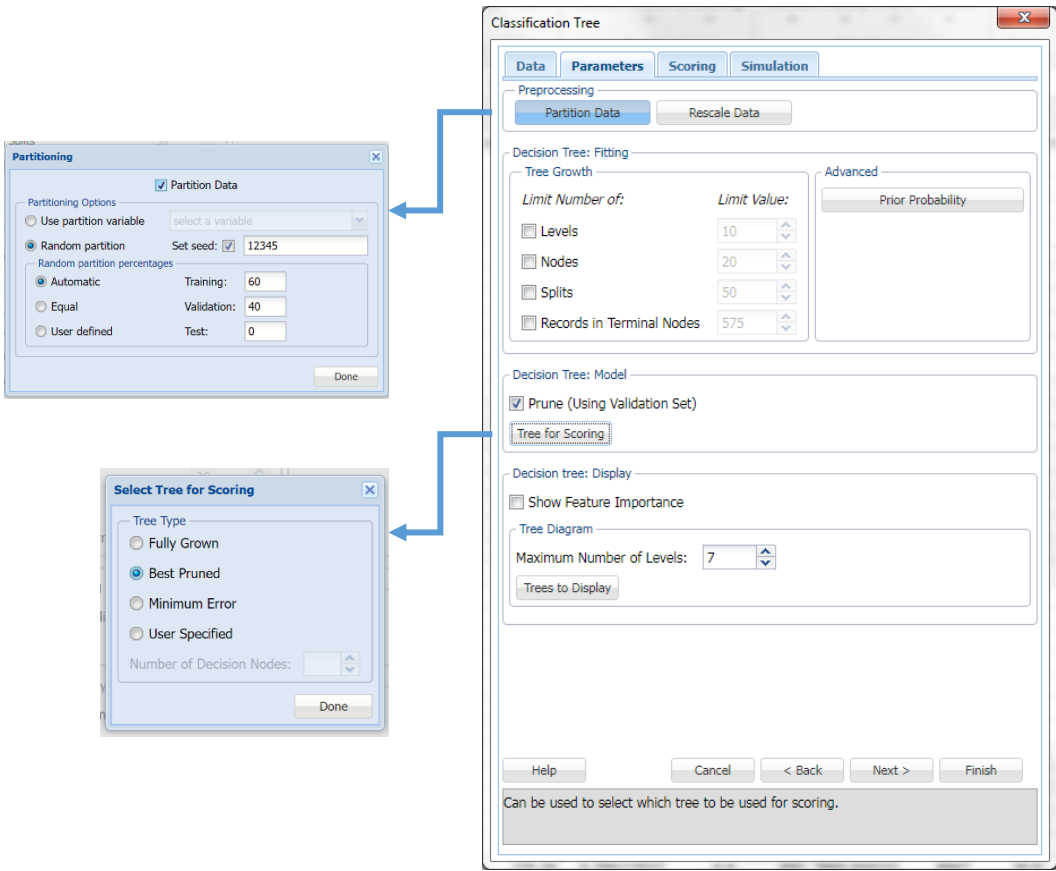 Classification Tree
X
Data Parameters Scoring Simulation
Preprocessing
Partition Data Rescale Data
Decision Tree: Fitting
Tree Growth
Advanced
Limit Number of: Limit Value:
Prior Probability
Levels 10
Nodes 20
Splits 50
Records in Terminal Nodes 575
Decision Tree: Model
Prune (Using Validation Set)
Tree for Scoring
Decision tree: Display
Show Feature Importance
Tree Diagram
Maximum Number of Levels: 7
Trees to Display
Help Cancel < Back Next > Finish
Can be used to select which tree to be used for scoring.
Partitioning
Partition Data
Partitioning Options
Use partition variable select a variable
Random partition Set seed: 12345
Random partition percentages
Automatic Training: 60
Equal Validation: 40
User defined Test: 0
Done
Select Tree for Scoring
Tree Type
Fully Grown
Best Pruned
Minimum Error
User Specified
Number of Decision Nodes:
Done